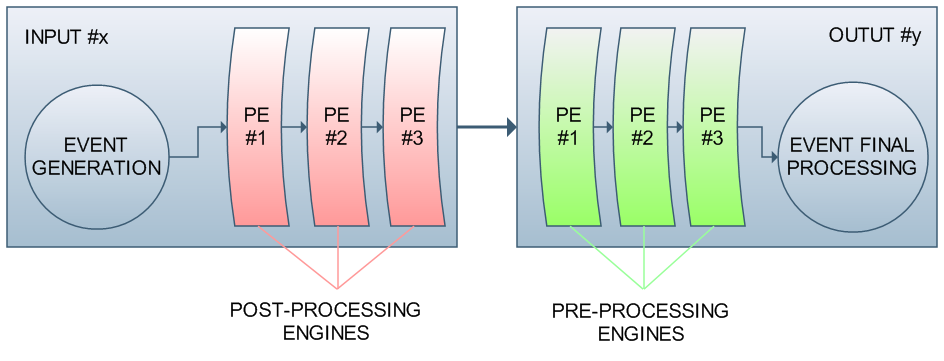 INPUT #x
EVENT
GENERATION
PE
#1
PE
#2
PE
#3
POST-PROCESSING
ENGINES
OUTUT #y
PE
#1
PE
#2
PE
#3
EVENT FINAL
PROCESSING
PRE-PROCESSING
ENGINES